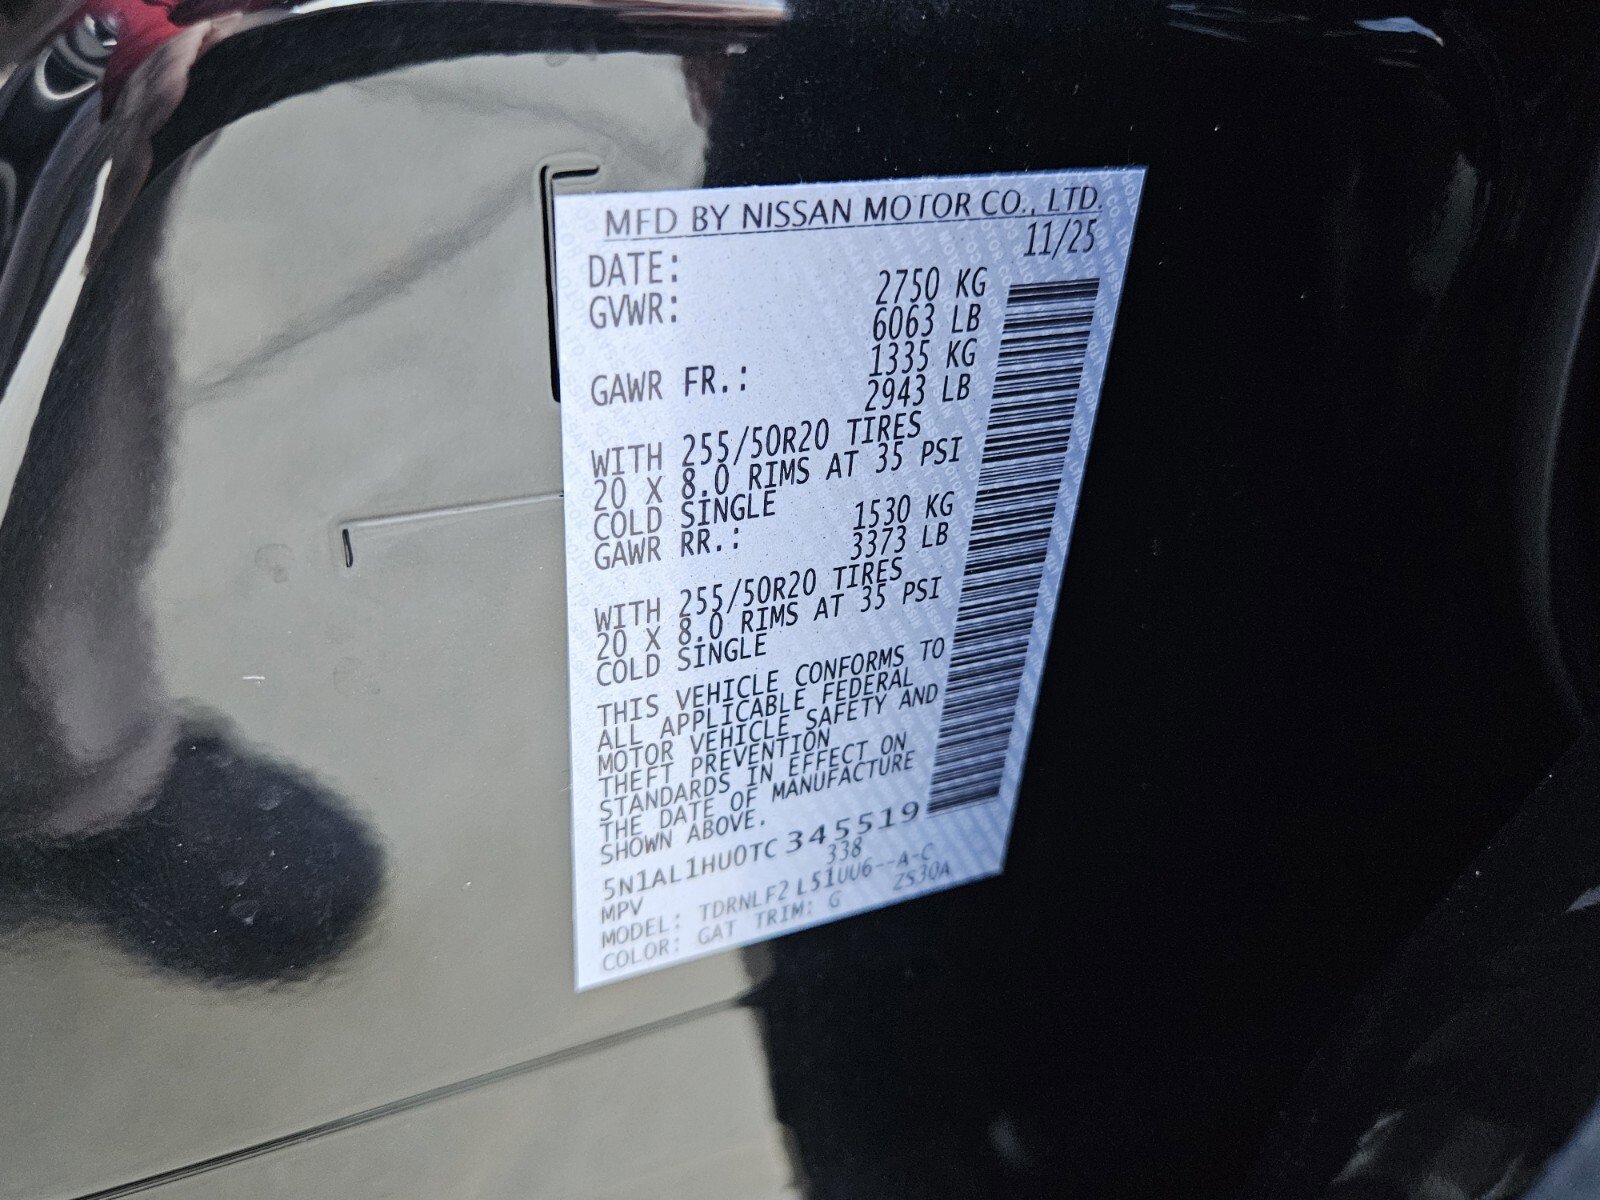 MFD BY NISSAN MOTOR CO., LTD.
DATE: 11/25
GVWR: 2750 KG
6063 LB
GAWR FR.: 1335 KG
2943 LB
WITH 255/50R20 TIRES
20 X 8.0 RIMS AT 35 PSI
COLD SINGLE
GAWR RR.: 1530 KG
3373 LB
WITH 255/50R20 TIRES
20 X 8.0 RIMS AT 35 PSI
COLD SINGLE
THIS VEHICLE CONFORMS TO
ALL APPLICABLE FEDERAL
MOTOR VEHICLE SAFETY AND
THEFT PREVENTION
STANDARDS IN EFFECT ON
THE DATE OF MANUFACTURE
SHOWN ABOVE.
5N1AL1HU0TC345519
MPV 338
MODEL: TDRNLF2 L51UU6--A-C
COLOR: GAT TRIM: G ZS30A